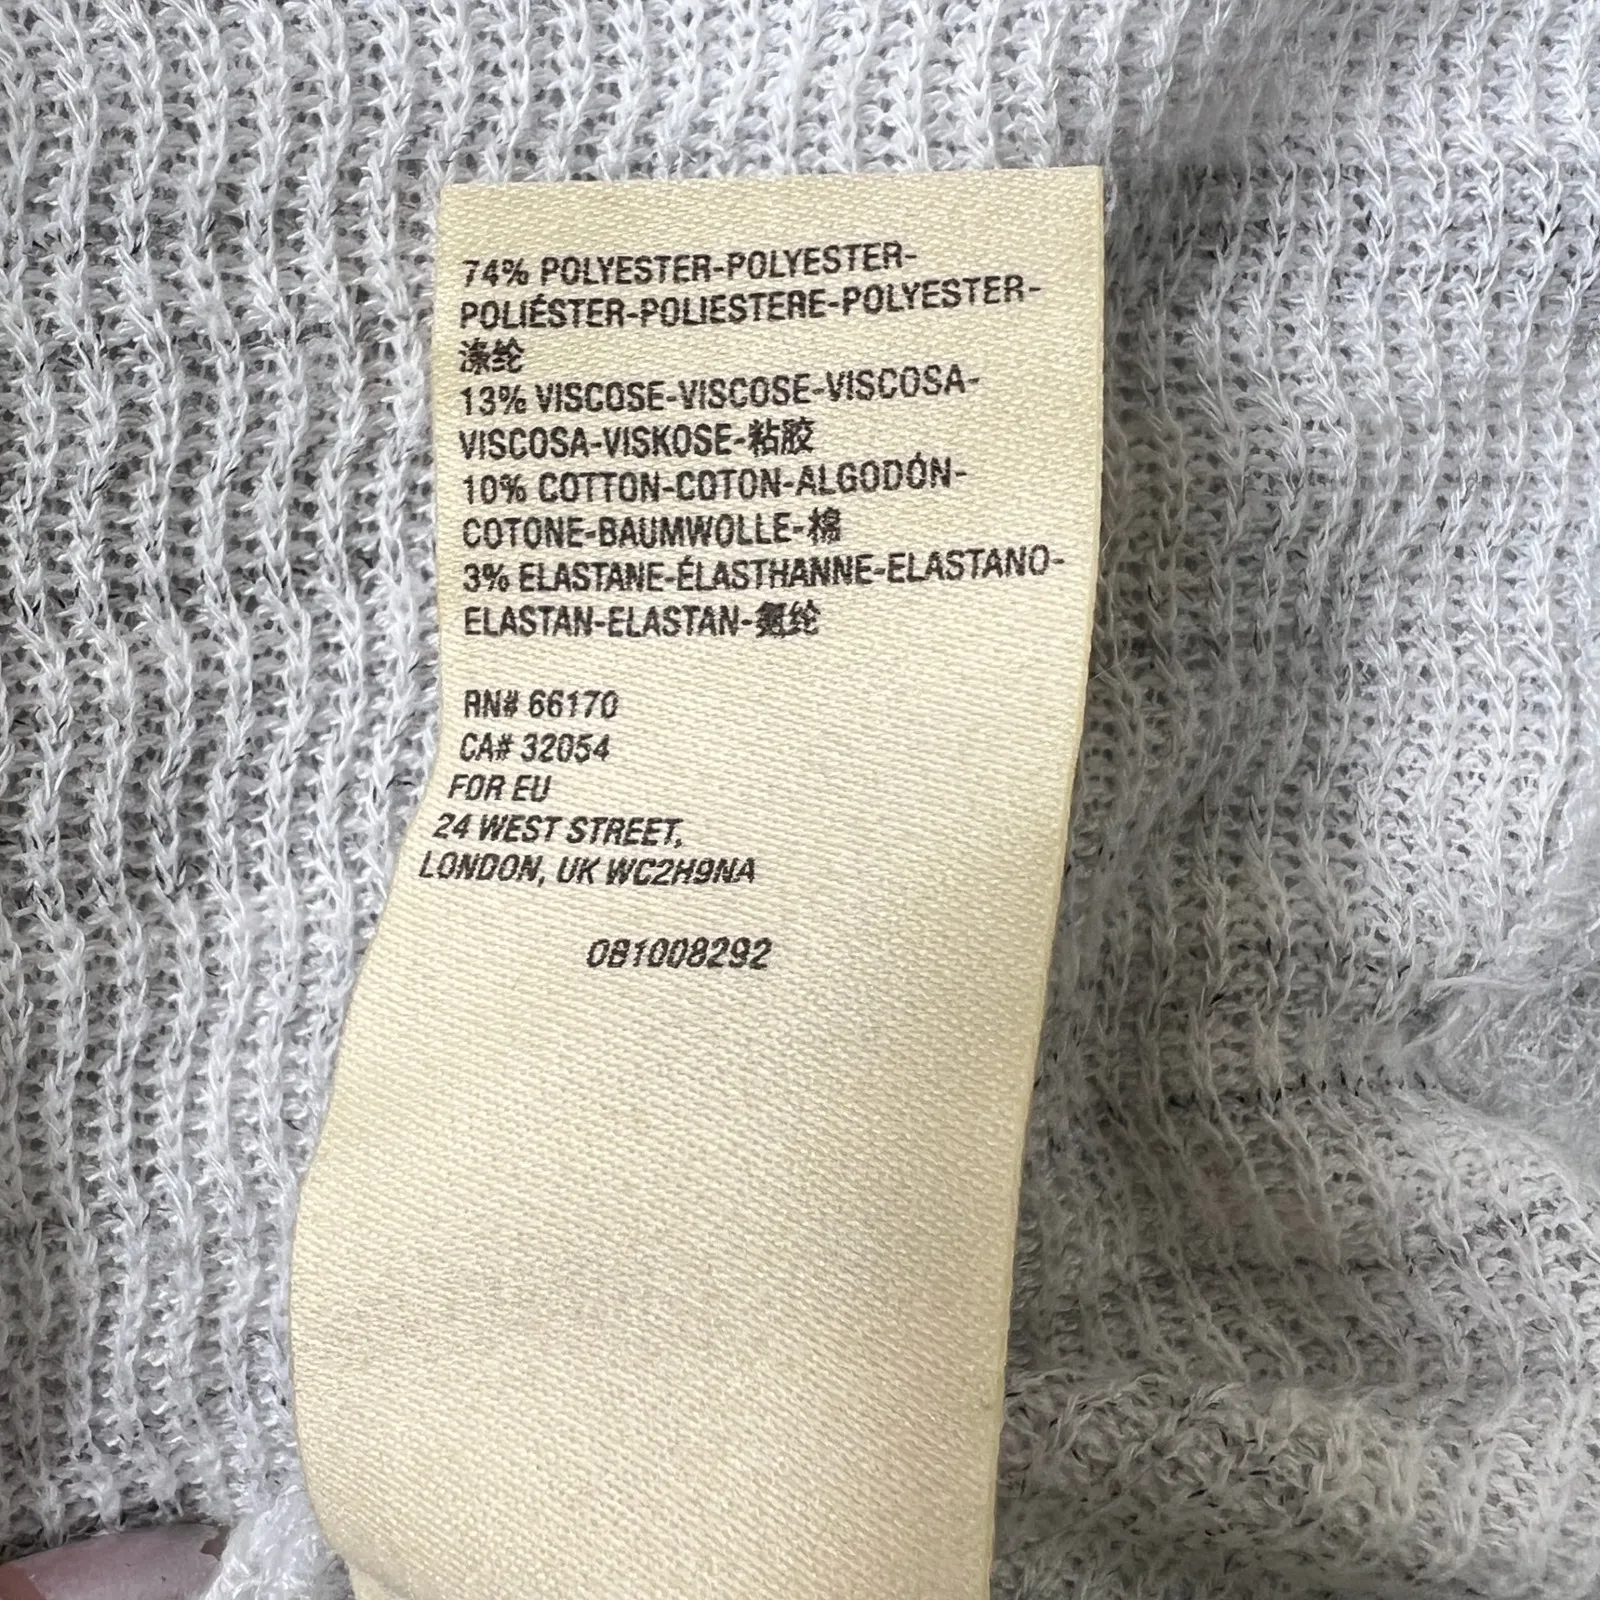 74% POLYESTER-POLYESTER-
POLIÉSTER-POLIESTERE-POLYESTER-
涤纶
13% VISCOSE-VISCOSE-VISCOSA-
VISCOSA-VISKOSE-粘胶
10% COTTON-COTON-ALGODÓN-
COTONE-BAUMWOLLE-棉
3% ELASTANE-ÉLASTHANNE-ELASTANO-
ELASTAN-ELASTAN-氨纶
RN# 66170
CA# 32054
FOR EU
24 WEST STREET,
LONDON, UK WC2H9NA
081008292